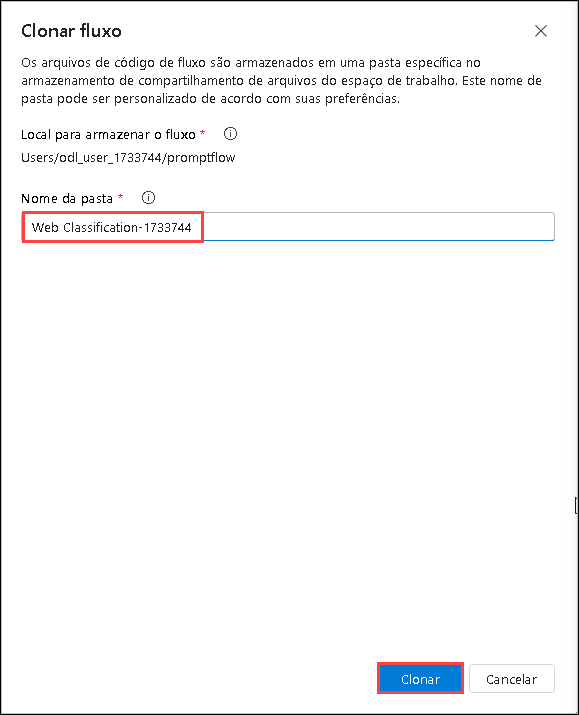 Clonar fluxo
Os arquivos de código de fluxo são armazenados em uma pasta específica no
armazenamento de compartilhamento de arquivos do espaço de trabalho. Este nome de
pasta pode ser personalizado de acordo com suas preferências.
Local para armazenar o fluxo *
Users/odl_user_1733744/promptflow
Nome da pasta *
Web Classification-1733744
Clonar Cancelar